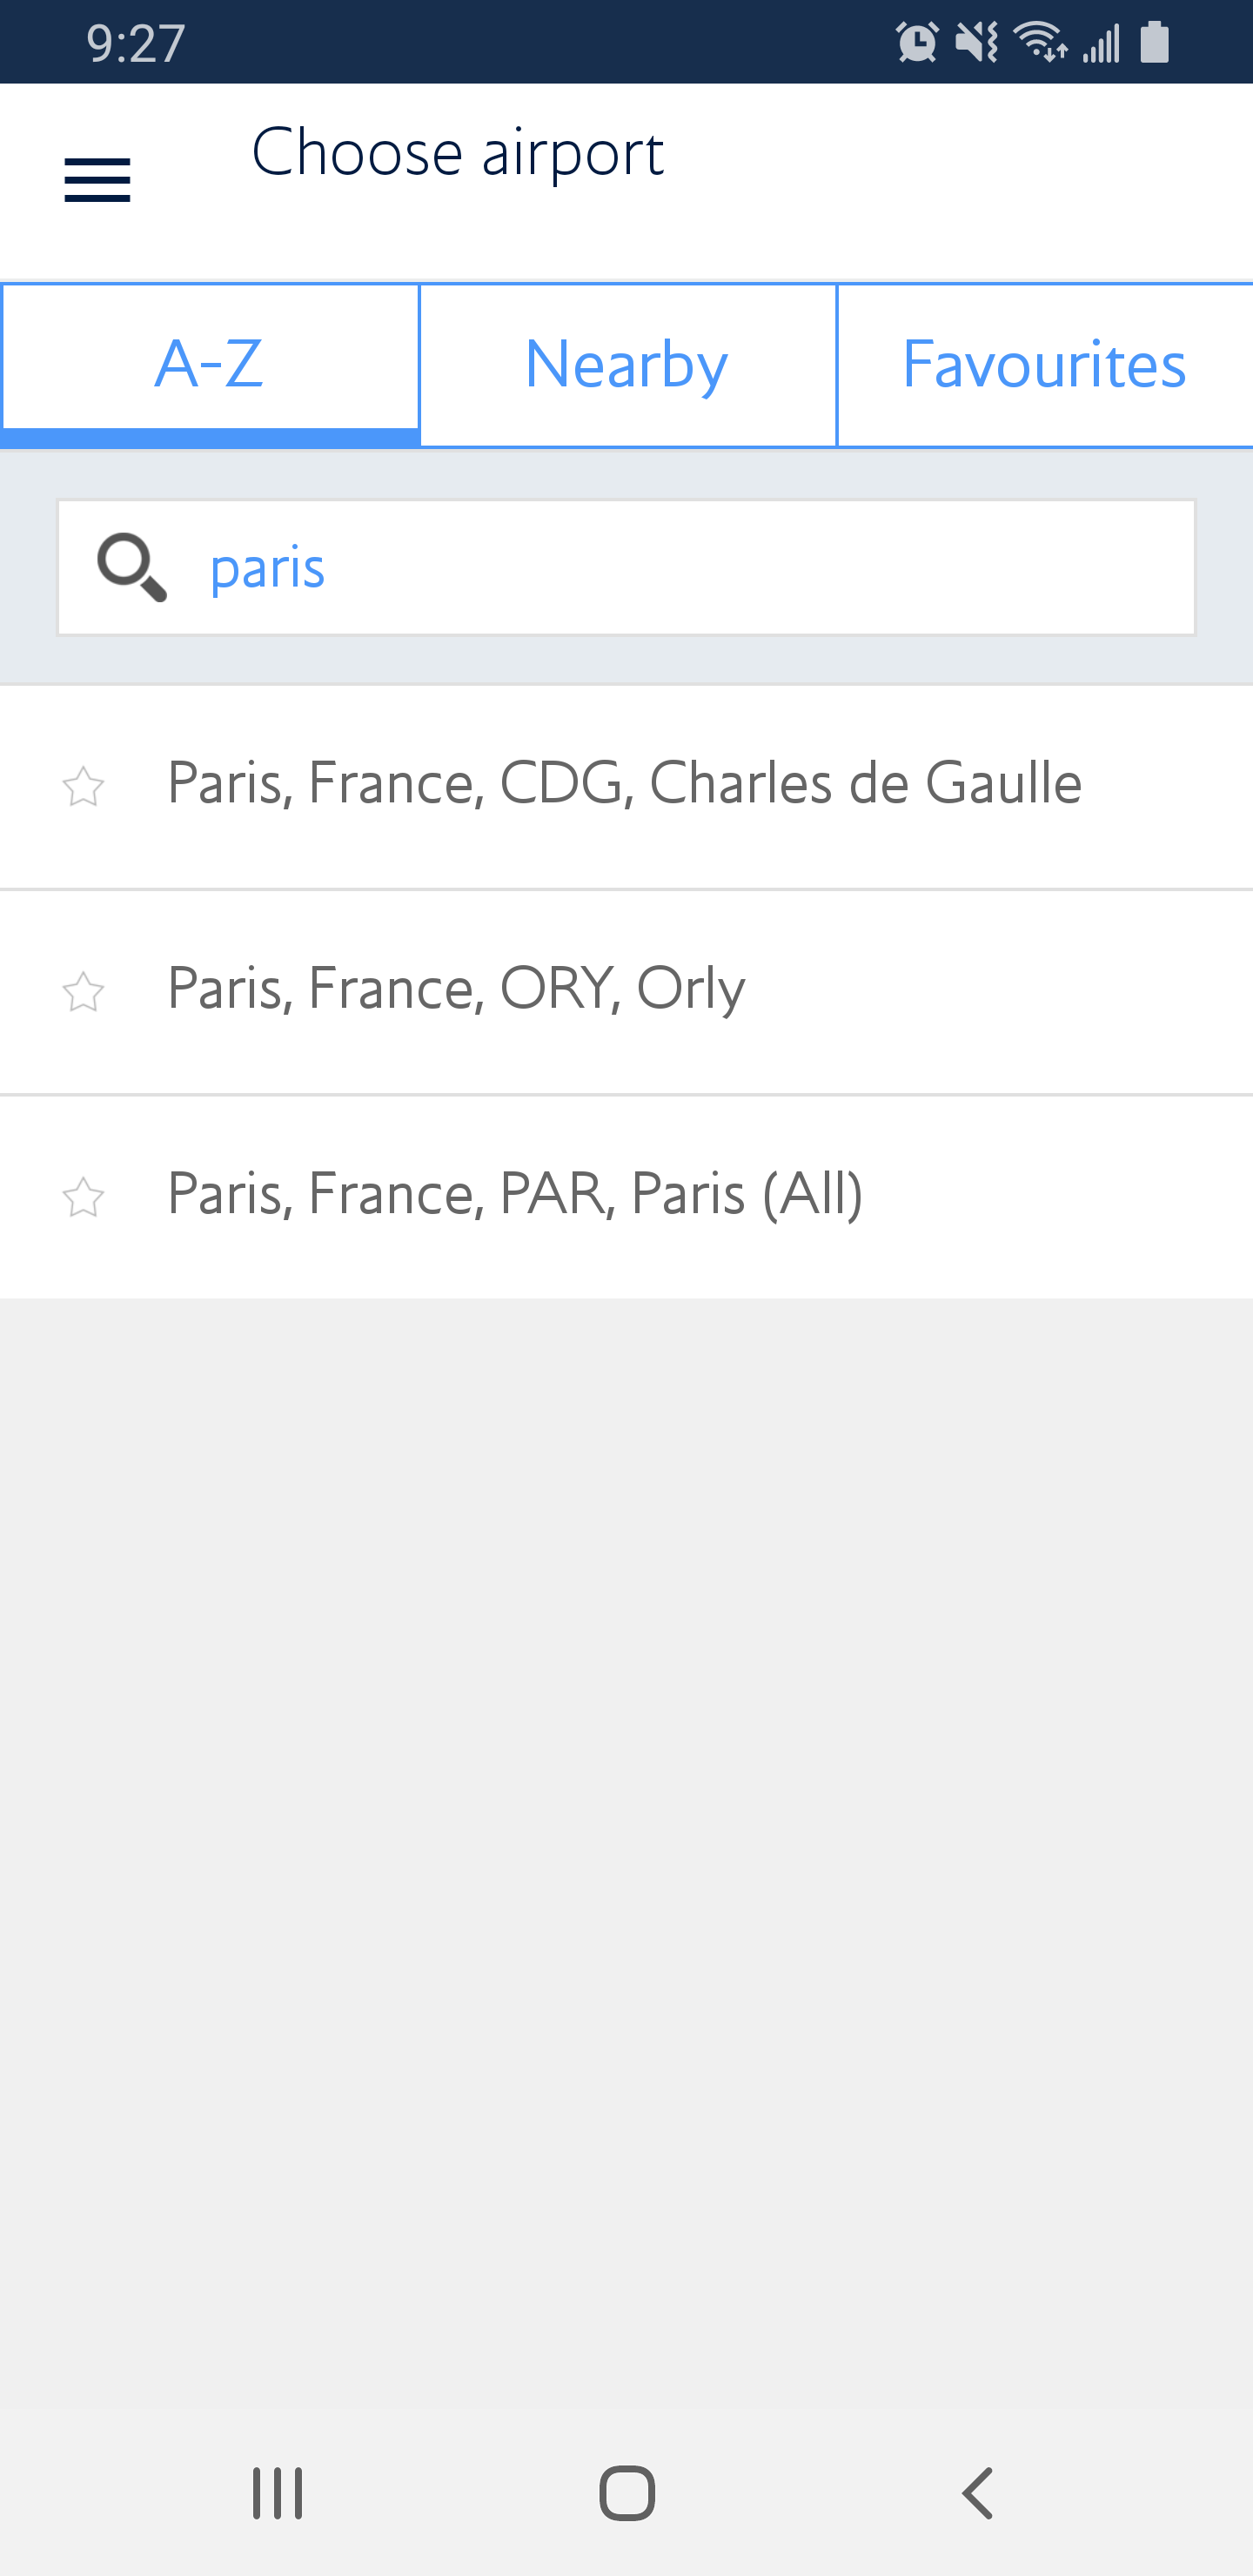 9:27
Choose airport
A-Z
Nearby
Favourites
paris
Paris, France, CDG, Charles de Gaulle
Paris, France, ORY, Orly
Paris, France, PAR, Paris (All)